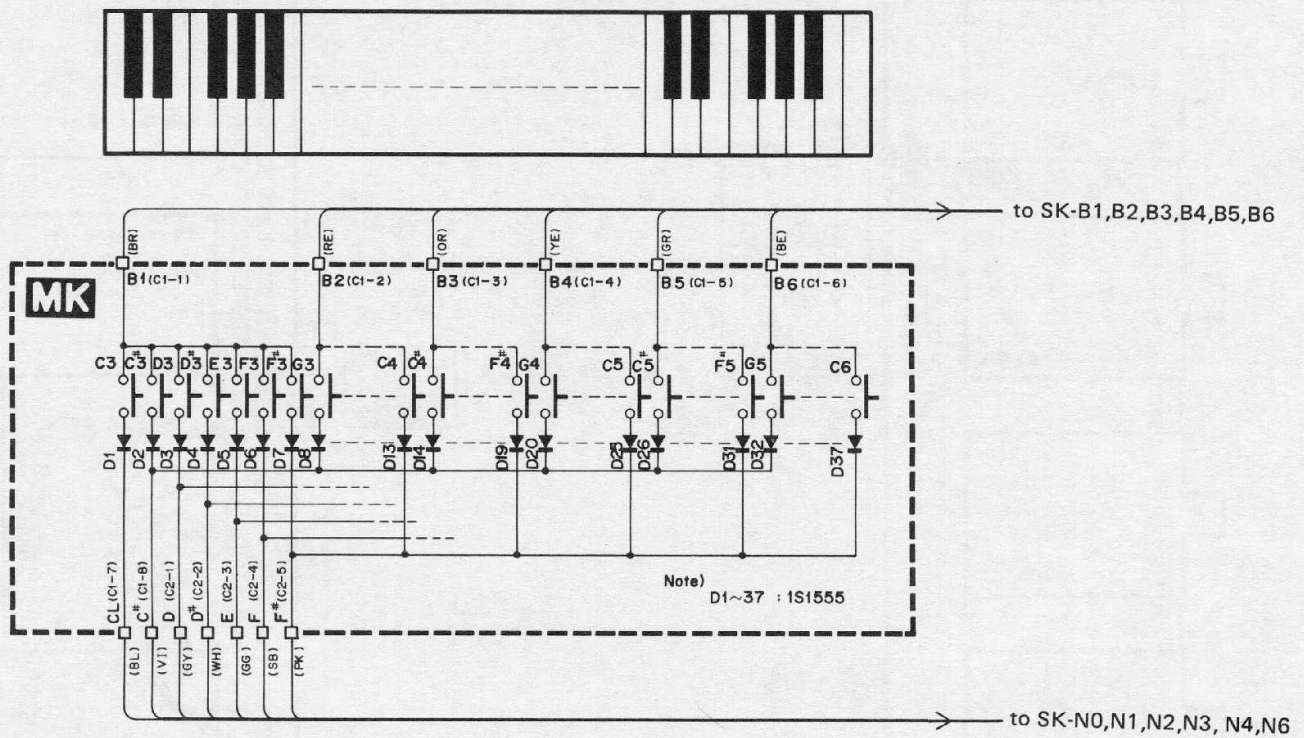 to SK-B1,B2,B3,B4,B5,B6
(BR) (RE) (OR) (YE) (GR) (BE)
B1(C1-1) B2(C1-2) B3(C1-3) B4(C1-4) B5(C1-5) B6(C1-6)
MK
C3 C#3 D3 D#3 E3 F3 F#3 G3 C4 C#4 F#4 G4 C5 C#5 F#5 G5 C6
D1 D2 D3 D4 D5 D6 D7 D8 D13 D14 D19 D20 D25 D26 D31 D32 D37
Note)
D1~37 : 1S1555
CL(C1-7) C#(C1-8) D(C2-1) D#(C2-2) E(C2-3) F(C2-4) F#(C2-5)
(BL) (VI) (GY) (WH) (GG) (SB) (PK)
to SK-N0,N1,N2,N3, N4,N6